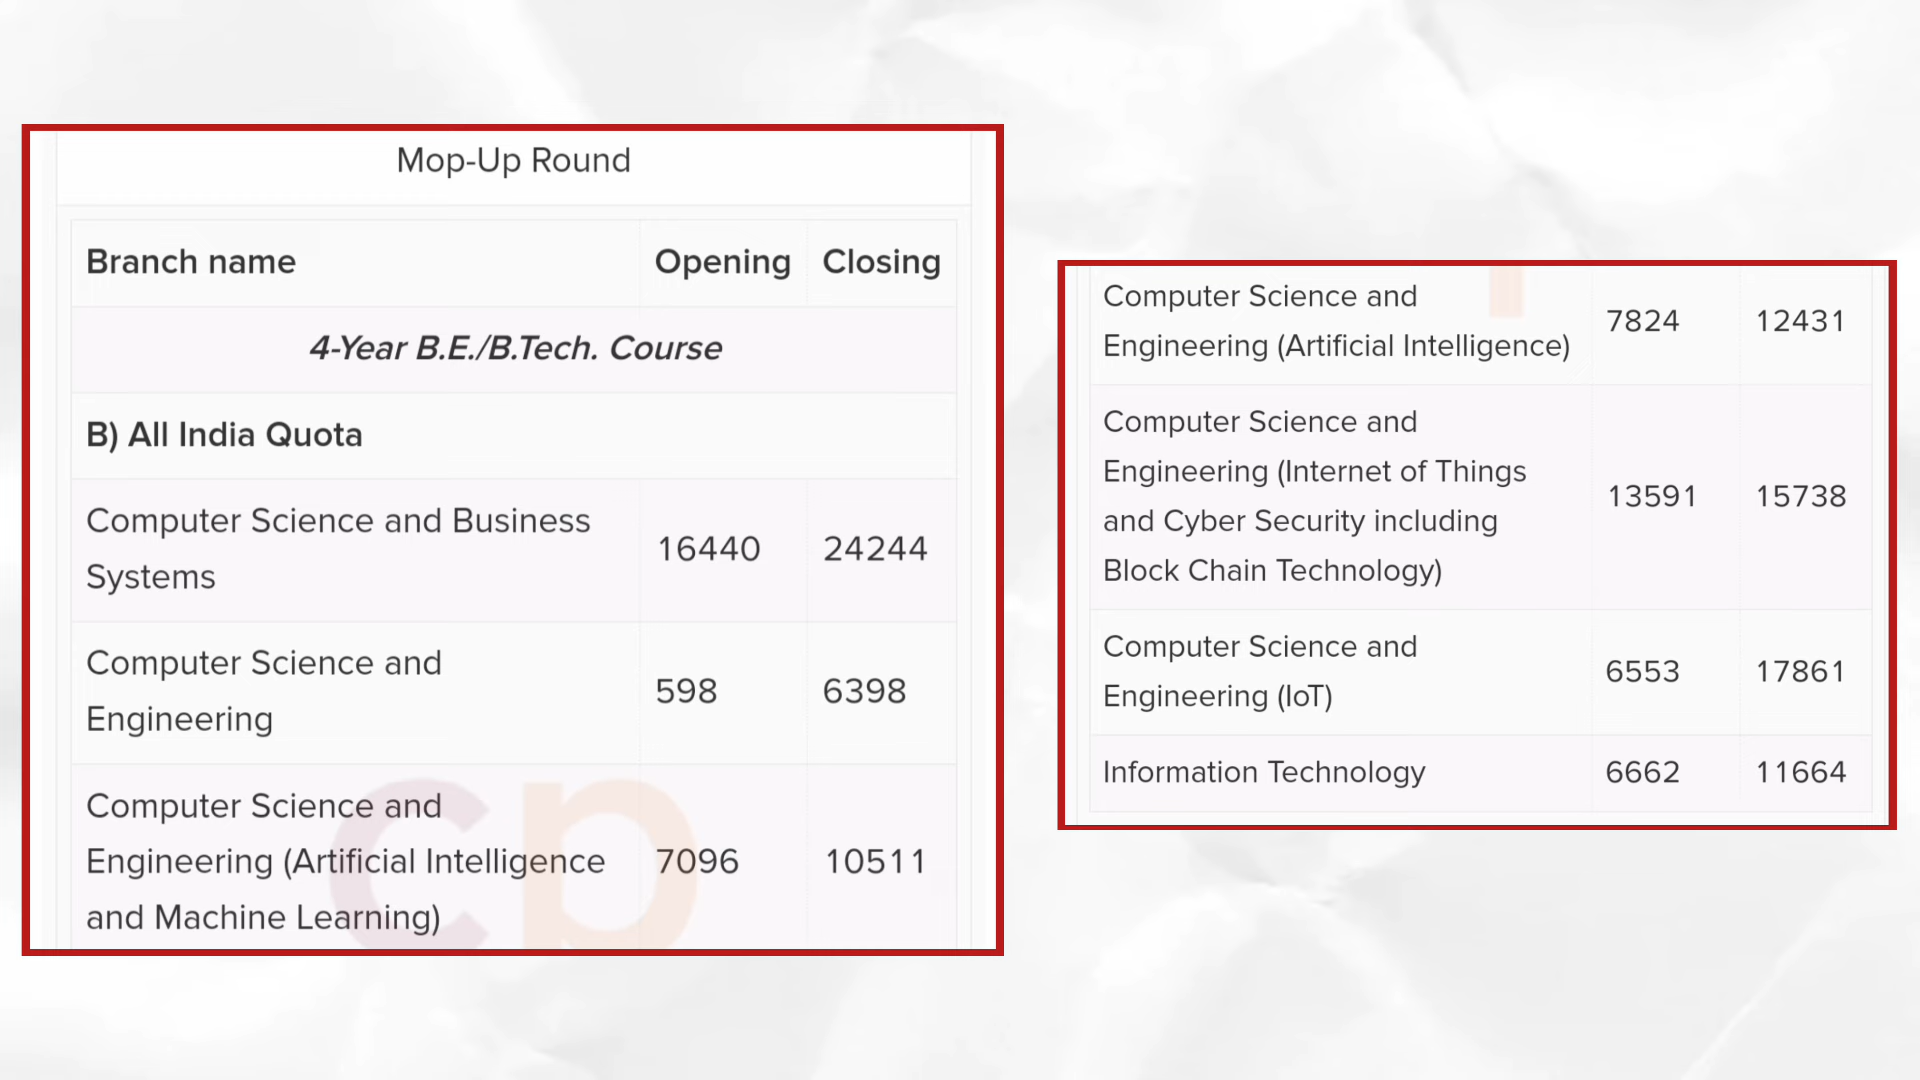 Mop-Up Round
Branch name Opening Closing
4-Year B.E./B.Tech. Course
B) All India Quota
Computer Science and Business
Systems 16440 24244
Computer Science and
Engineering 598 6398
Computer Science and
Engineering (Artificial Intelligence 7096 10511
and Machine Learning)
cp
Computer Science and
Engineering (Artificial Intelligence) 7824 12431
Computer Science and
Engineering (Internet of Things
and Cyber Security including 13591 15738
Block Chain Technology)
Computer Science and
Engineering (IoT) 6553 17861
Information Technology 6662 11664